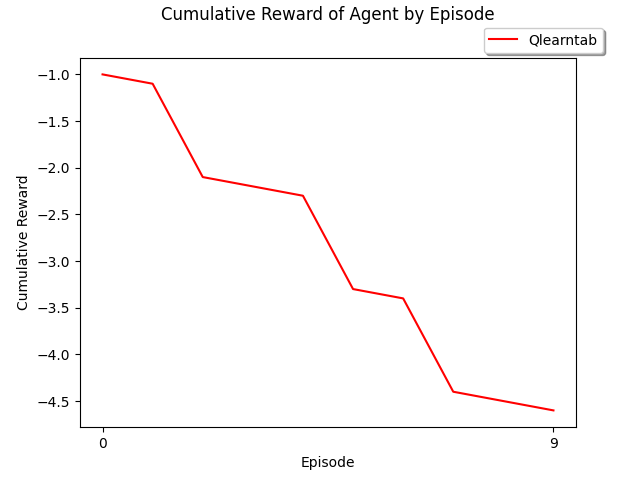 Cumulative Reward of Agent by Episode
Qlearntab
−1.0
−1.5
−2.0
−2.5
−3.0
−3.5
−4.0
−4.5
Cumulative Reward
0
9
Episode